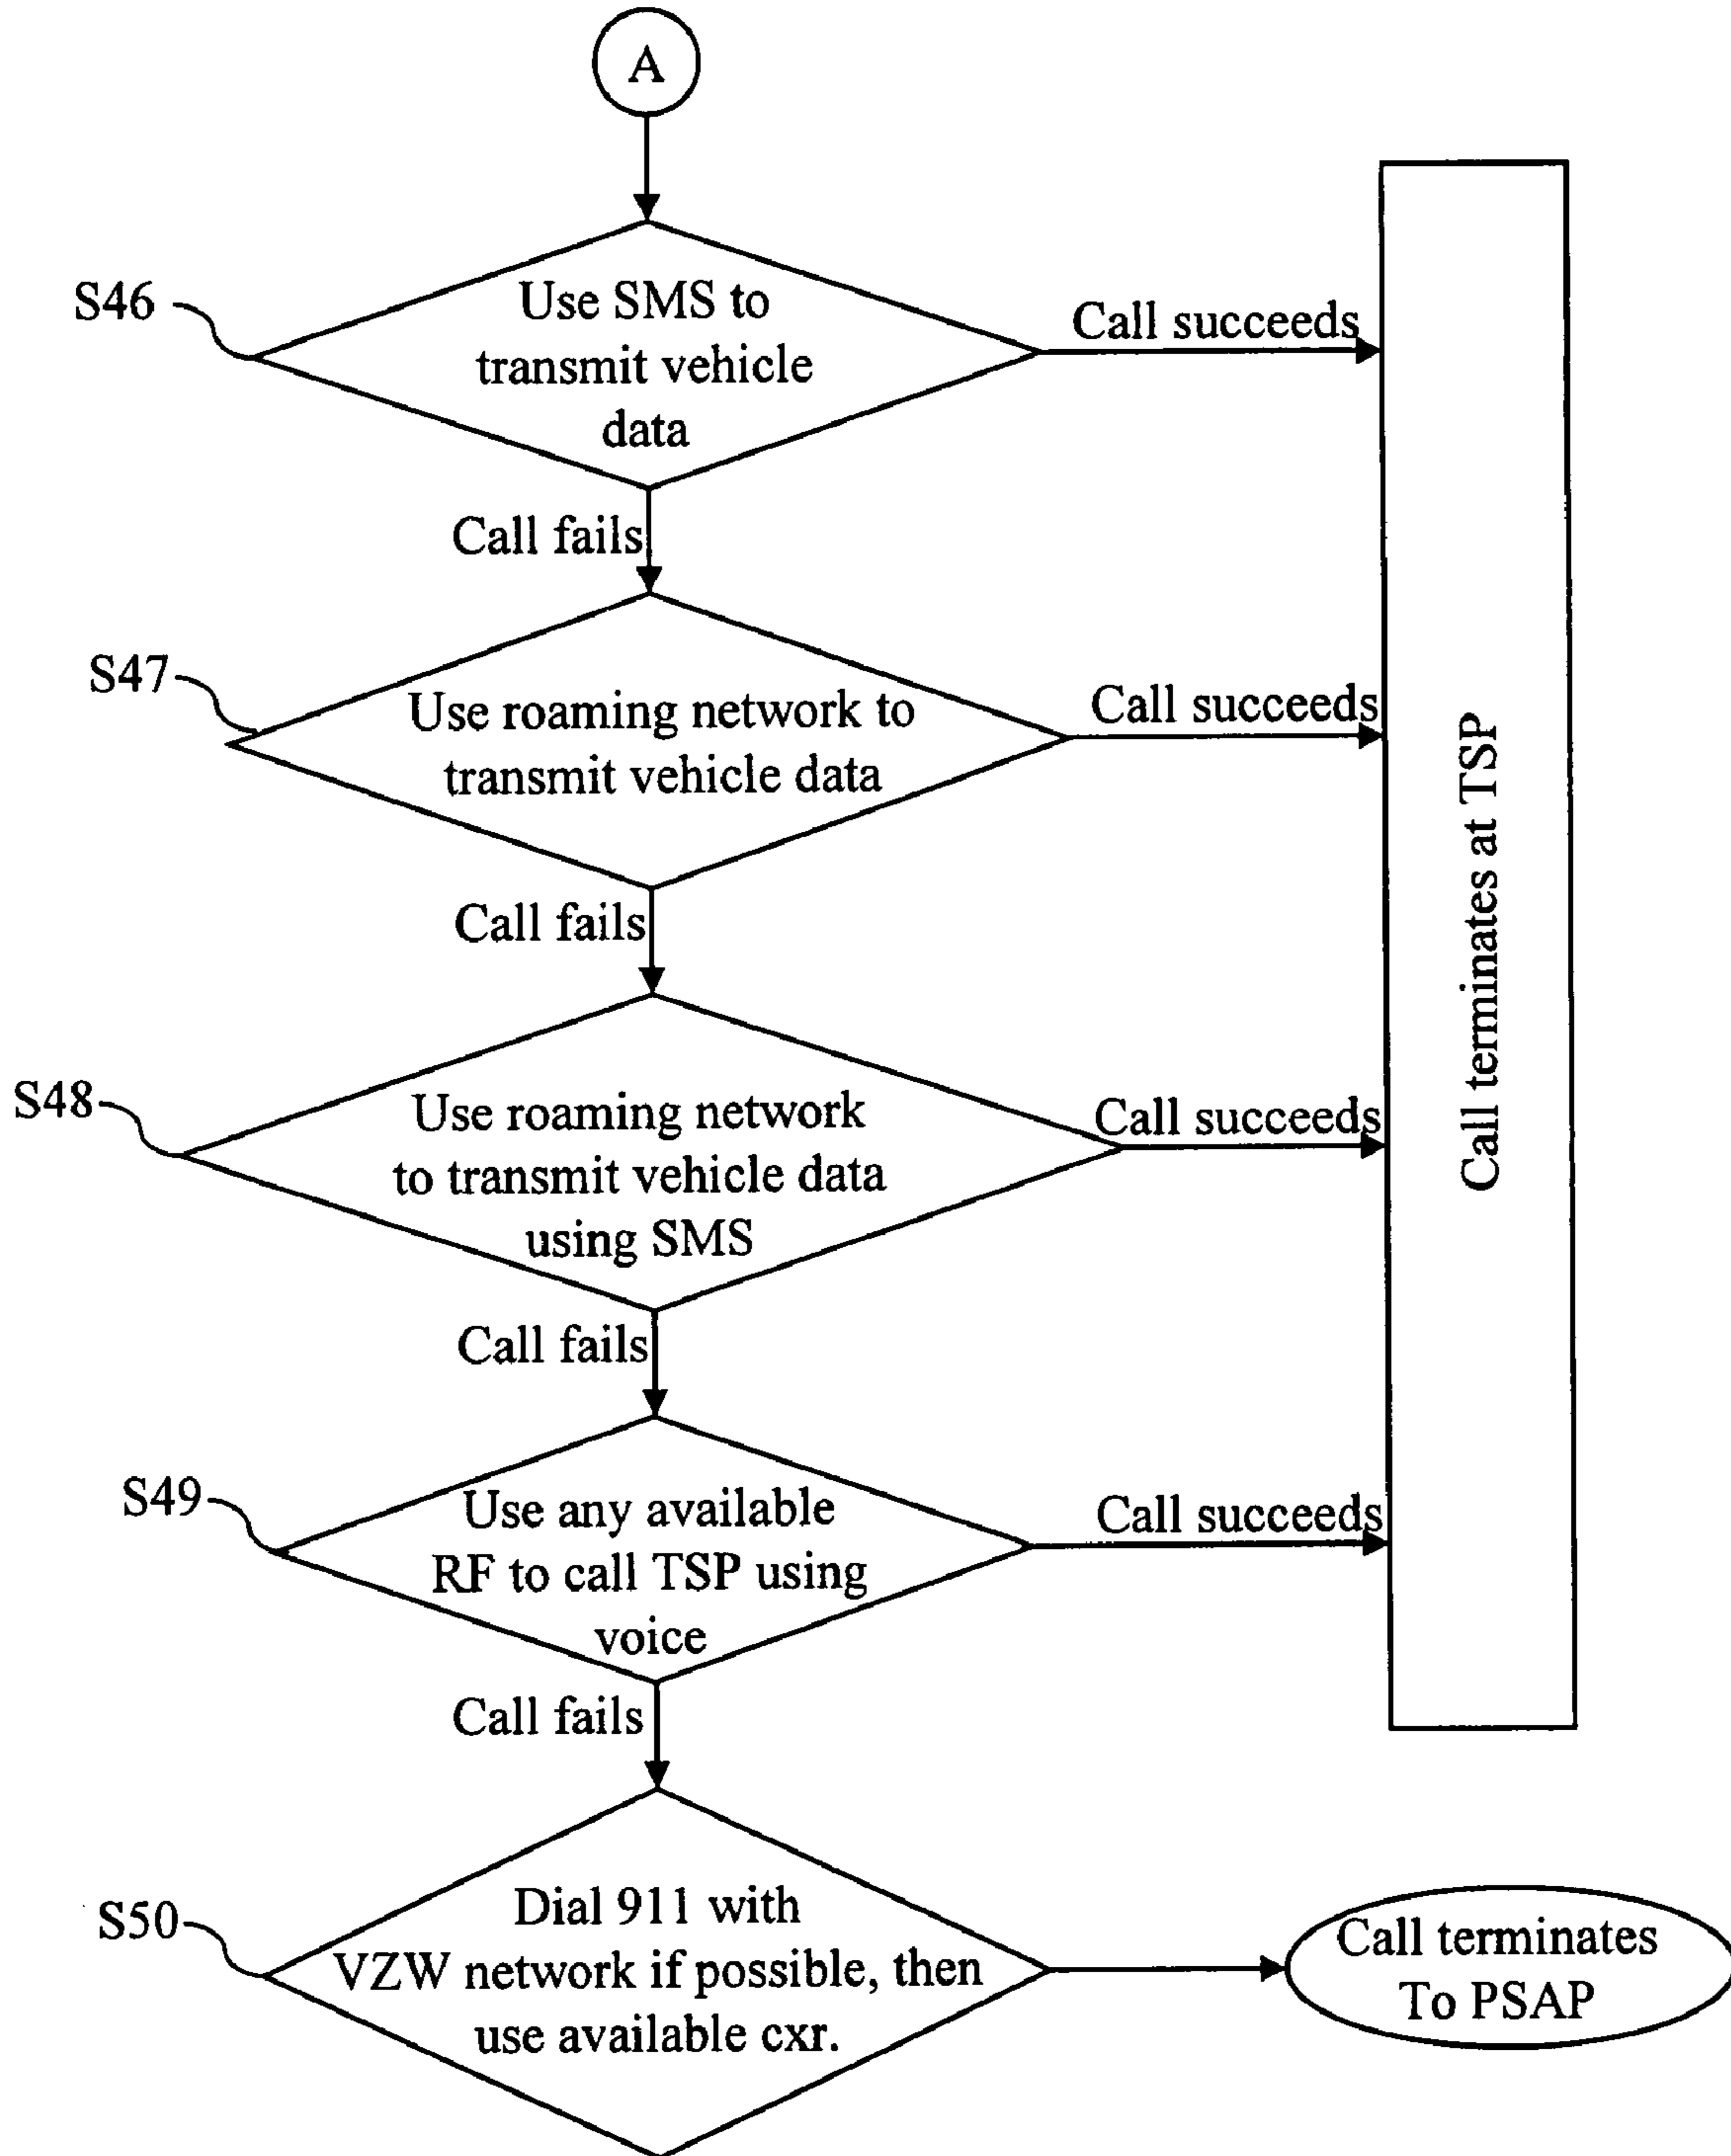 A
S46
Use SMS to
transmit vehicle
data
Call succeeds
Call fails
S47
Use roaming network to
transmit vehicle data
Call succeeds
Call fails
S48
Use roaming network
to transmit vehicle data
using SMS
Call succeeds
Call fails
S49
Use any available
RF to call TSP using
voice
Call succeeds
Call fails
Call terminates at TSP
S50
Dial 911 with
VZW network if possible, then
use available cxr.
Call terminates
To PSAP